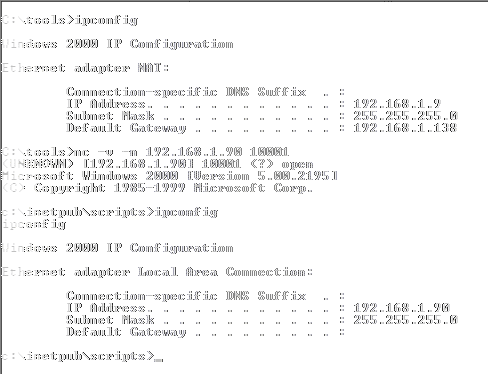 C:\tools>ipconfig
Windows 2000 IP Configuration
Ethernet adapter NAT:
Connection-specific DNS Suffix . :
IP Address. . . . . . . . . . . . : 192.168.1.9
Subnet Mask . . . . . . . . . . . : 255.255.255.0
Default Gateway . . . . . . . . . : 192.168.1.138
C:\tools>nc -v -n 192.168.1.90 10001
(UNKNOWN) [192.168.1.90] 10001 (?) open
Microsoft Windows 2000 [Version 5.00.2195]
(C) Copyright 1985-1999 Microsoft Corp.
c:\inetpub\scripts>ipconfig
ipconfig
Windows 2000 IP Configuration
Ethernet adapter Local Area Connection:
Connection-specific DNS Suffix . :
IP Address. . . . . . . . . . . . : 192.168.1.90
Subnet Mask . . . . . . . . . . . : 255.255.255.0
Default Gateway . . . . . . . . . :
c:\inetpub\scripts>_